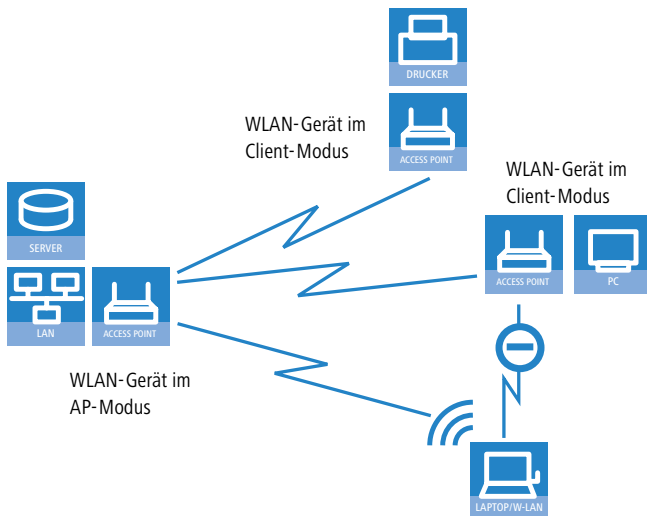 DRUCKER
WLAN-Gerät im
Client-Modus
ACCESS POINT
WLAN-Gerät im
Client-Modus
SERVER
ACCESS POINT
PC
LAN
ACCESS POINT
WLAN-Gerät im
AP-Modus
LAPTOP/W-LAN